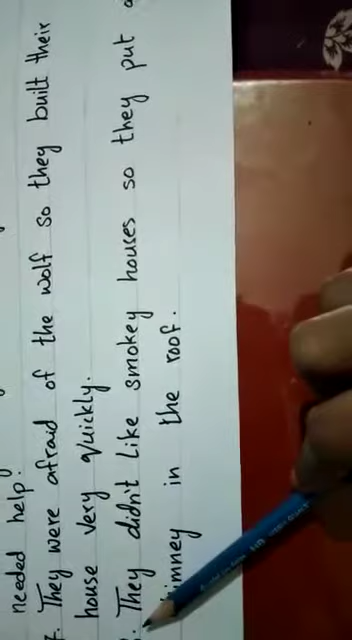 needed help.
7. They were afraid of the wolf so they built their
house very quickly.
They didn't like smokey houses so they put a
chimney in the roof.